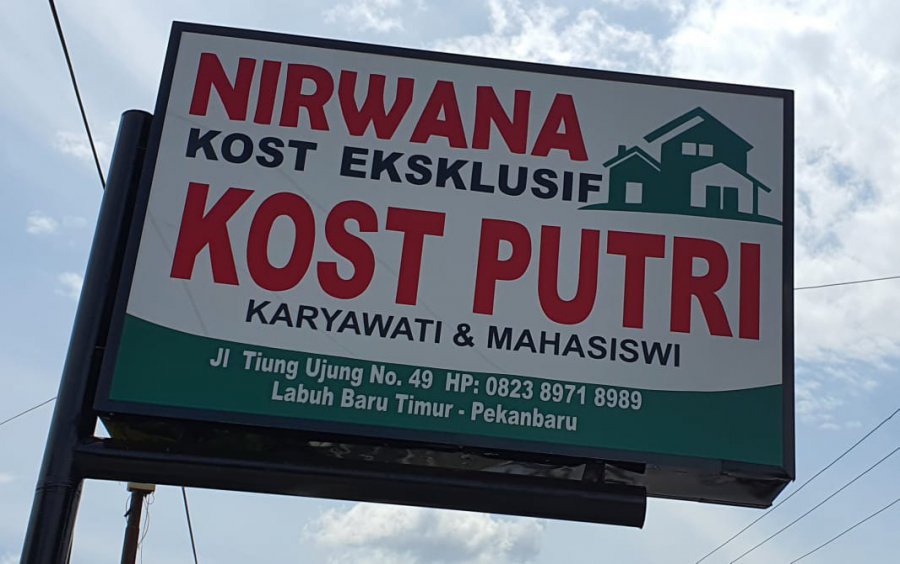 NIRWANA
KOST EKSKLUSIF
KOST PUTRI
KARYAWATI & MAHASISWI
Jl Tiung Ujung No. 49 HP: 0823 8971 8989
Labuh Baru Timur - Pekanbaru